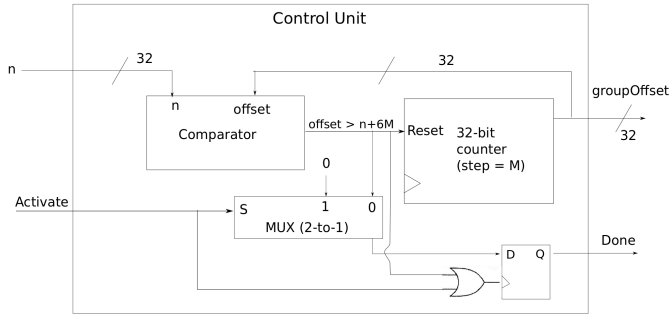 Control Unit
n
32
32
groupOffset
32
n
offset
Comparator
offset > n+6M
Reset
32-bit
counter
(step = M)
0
Activate
S
1
0
MUX (2-to-1)
D
Q
Done